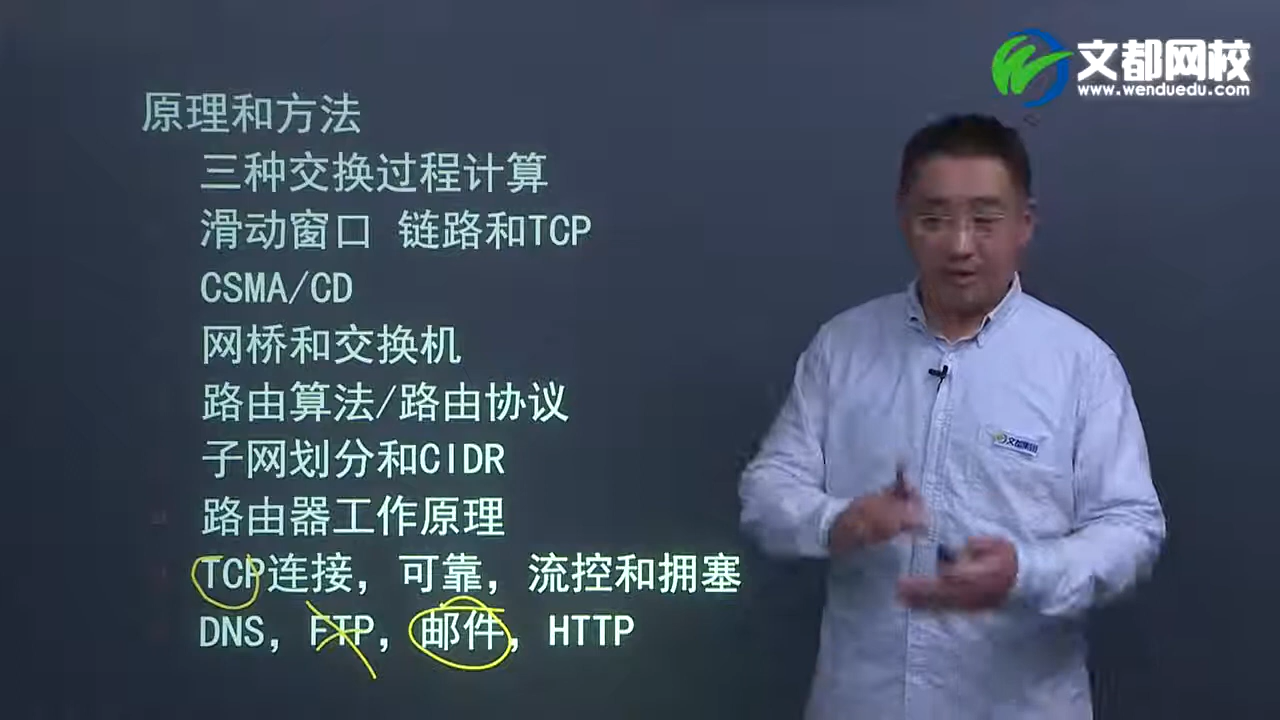 文都网校
www.wenduedu.com
原理和方法
三种交换过程计算
滑动窗口 链路和TCP
CSMA/CD
网桥和交换机
路由算法/路由协议
子网划分和CIDR
路由器工作原理
TCP连接，可靠，流控和拥塞
DNS，FTP，邮件，HTTP
文都集团